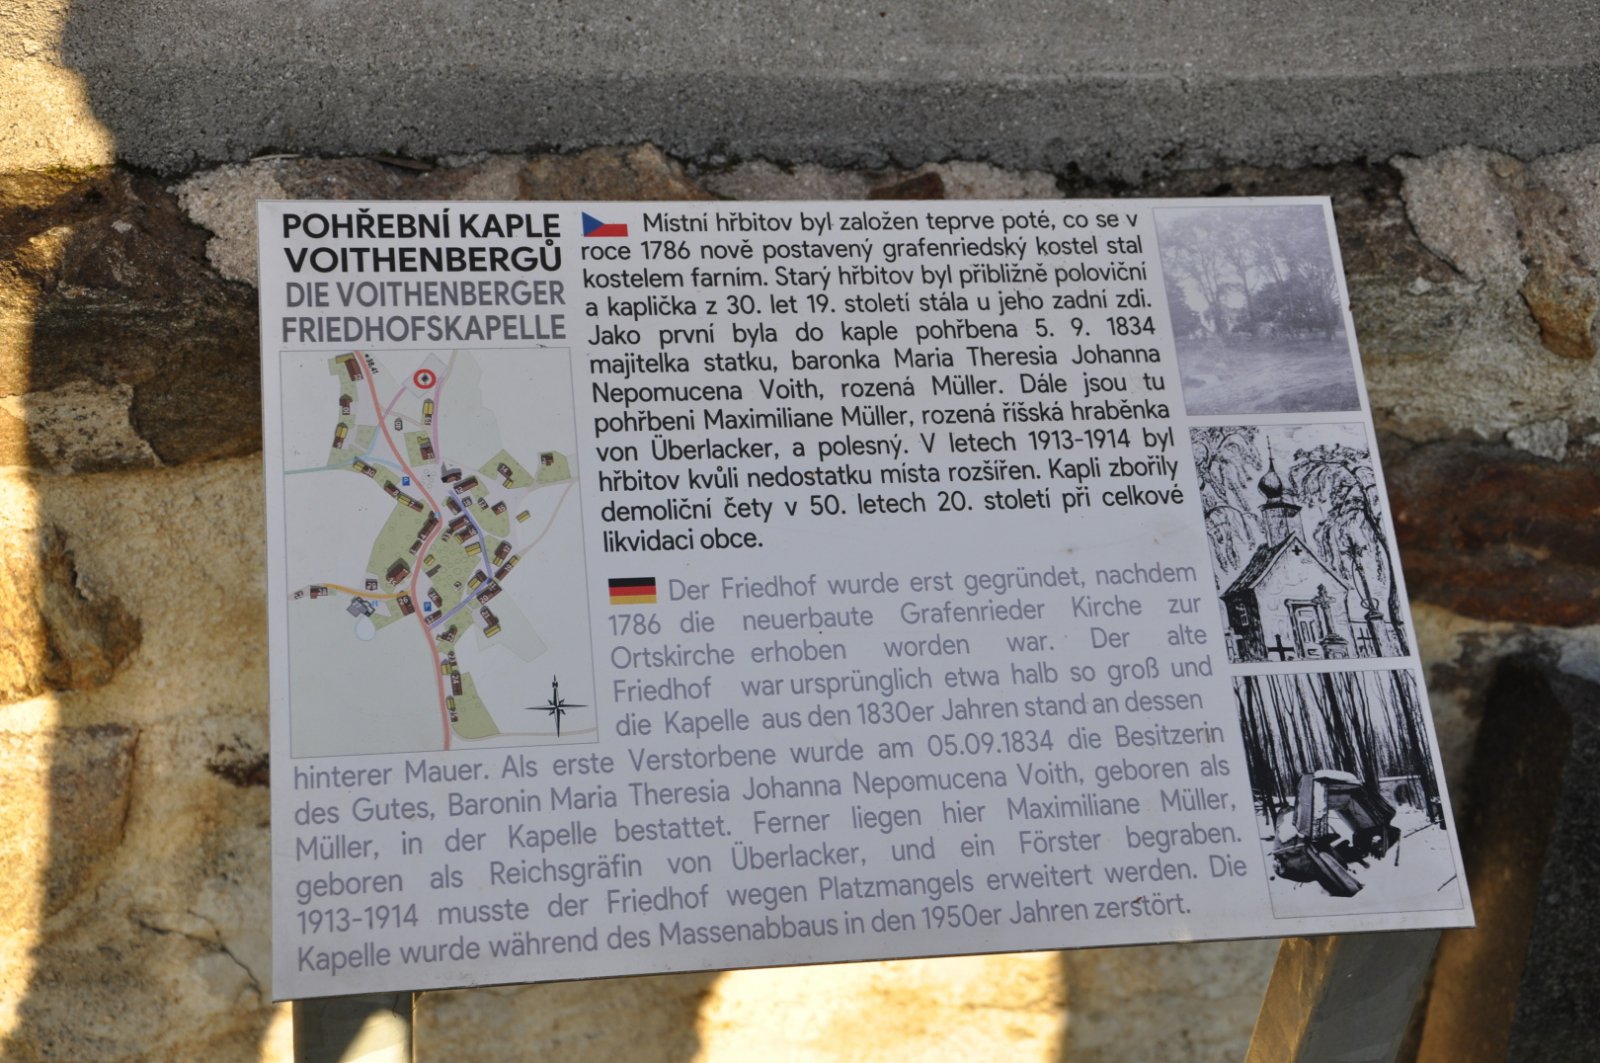 POHŘEBNÍ KAPLE
VOITHENBERGŮ
DIE VOITHENBERGER
FRIEDHOFSKAPELLE
Místní hřbitov byl založen teprve poté, co se v
roce 1786 nově postavený grafenriedský kostel stal
kostelem farním. Starý hřbitov byl přibližně poloviční
a kaplička z 30. let 19. století stála u jeho zadní zdi.
Jako první byla do kaple pohřbena 5. 9. 1834
majitelka statku, baronka Maria Theresia Johanna
Nepomucena Voith, rozená Müller. Dále jsou tu
pohřbeni Maximiliane Müller, rozená říšská hraběnka
von Überlacker, a polesný. V letech 1913-1914 byl
hřbitov kvůli nedostatku místa rozšířen. Kapli zbořily
demoliční čety v 50. letech 20. století při celkové
likvidaci obce.
Der Friedhof wurde erst gegründet, nachdem
1786 die neuerbaute Grafenrieder Kirche zur
Ortskirche erhoben worden war. Der alte
Friedhof war ursprünglich etwa halb so groß und
die Kapelle aus den 1830er Jahren stand an dessen
hinterer Mauer. Als erste Verstorbene wurde am 05.09.1834 die Besitzerin
des Gutes, Baronin Maria Theresia Johanna Nepomucena Voith, geboren als
Müller, in der Kapelle bestattet. Ferner liegen hier Maximiliane Müller,
geboren als Reichsgräfin von Überlacker, und ein Förster begraben.
1913-1914 musste der Friedhof wegen Platzmangels erweitert werden. Die
Kapelle wurde während des Massenabbaus in den 1950er Jahren zerstört.